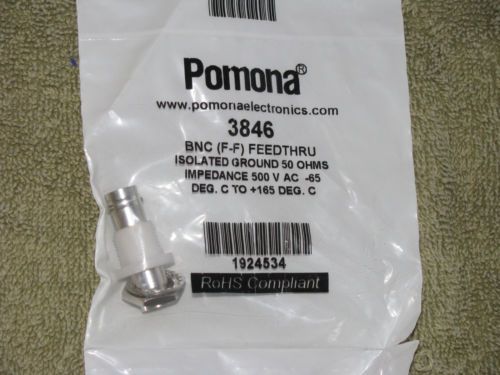 Pomona®
www.pomonaelectronics.com
3846
BNC (F-F) FEEDTHRU
ISOLATED GROUND 50 OHMS
IMPEDANCE 500 V AC -65
DEG. C TO +165 DEG. C
1924534
RoHS Compliant